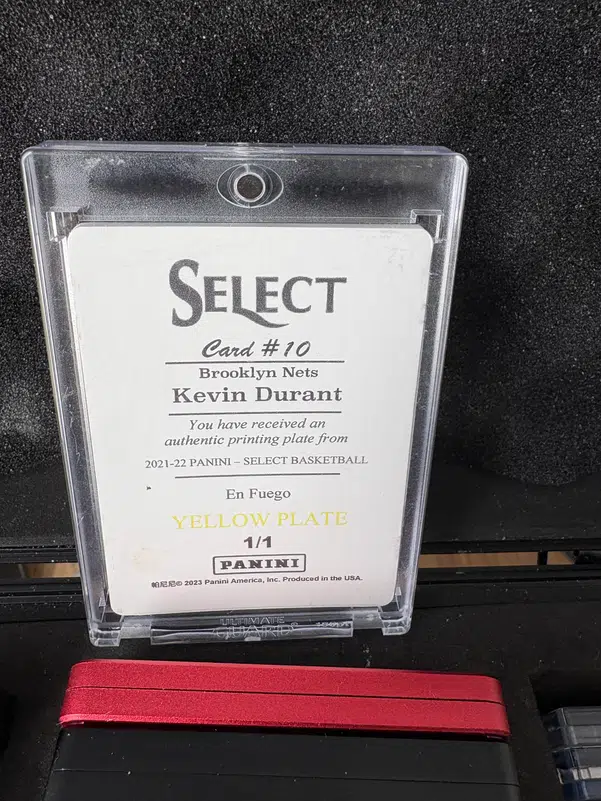 SELECT
Card #10
Brooklyn Nets
Kevin Durant
You have received an
authentic printing plate from
2021-22 PANINI – SELECT BASKETBALL
En Fuego
YELLOW PLATE
1/1
PANINI
帕尼尼© 2023 Panini America, Inc. Produced in the USA.
ULTIMATE
GUARD